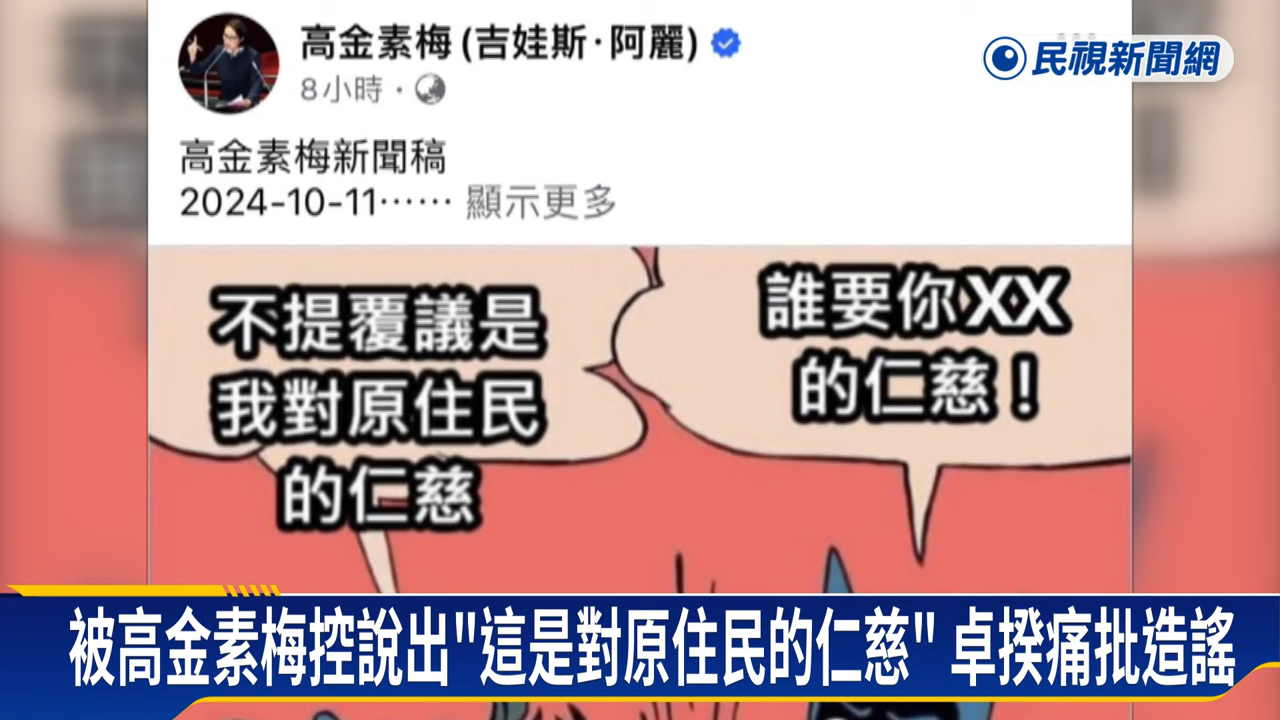 高金素梅 (吉娃斯·阿麗)
8小時 ·
民視新聞網
高金素梅新聞稿
2024-10-11⋯⋯ 顯示更多
不提覆議是
我對原住民
的仁慈
誰要你XX
的仁慈！
被高金素梅控說出"這是對原住民的仁慈" 卓揆痛批造謠